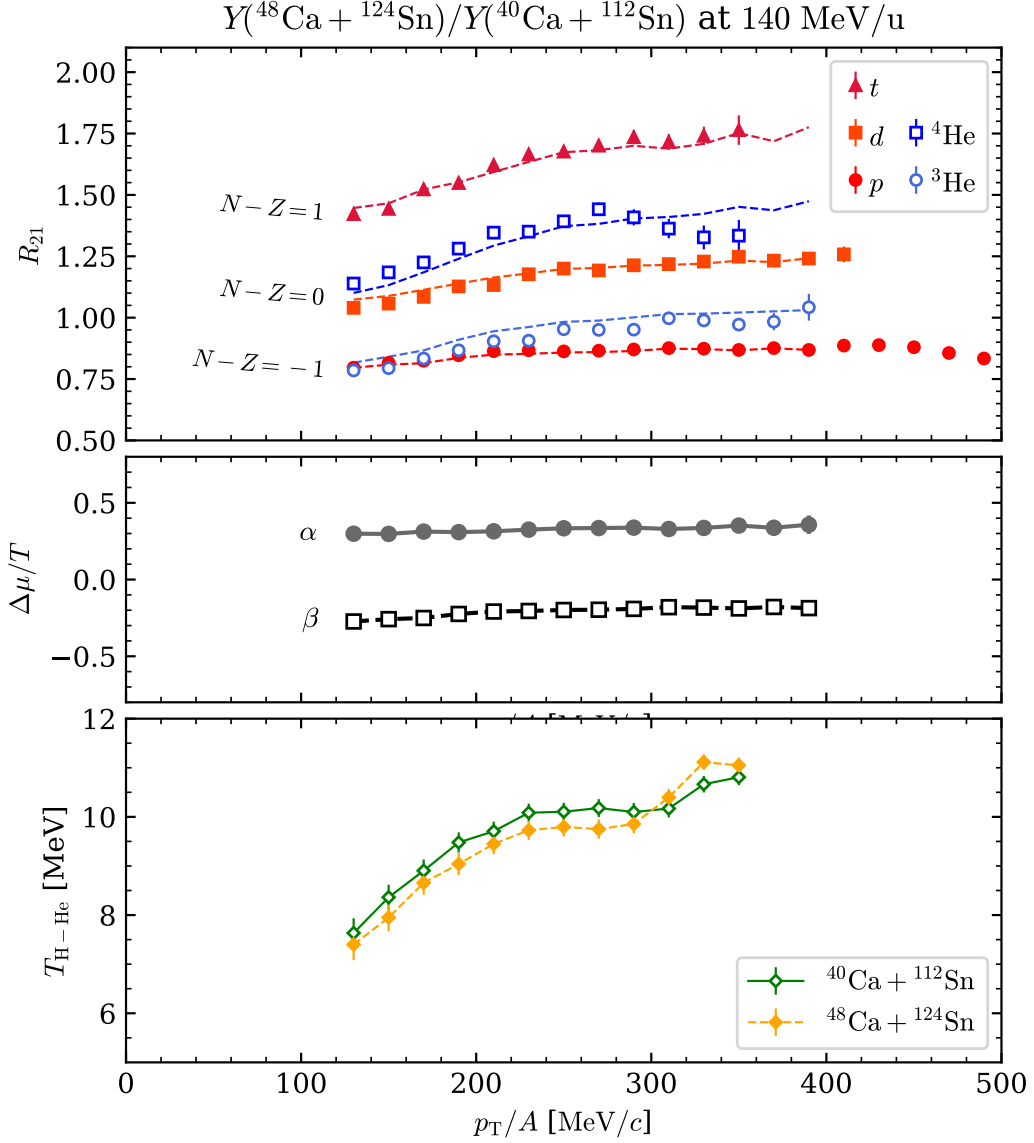 Y(⁴⁸Ca + ¹²⁴Sn)/Y(⁴⁰Ca + ¹¹²Sn) at 140 MeV/u
2.00
1.75
1.50
1.25
1.00
0.75
0.50
R₂₁
N − Z = 1
N − Z = 0
N − Z = −1
t
d
⁴He
p
³He
0.5
0.0
−0.5
Δμ/T
α
β
12
10
8
6
T_H − He [MeV]
⁴⁰Ca + ¹¹²Sn
⁴⁸Ca + ¹²⁴Sn
0 100 200 300 400 500
p_T/A [MeV/c]